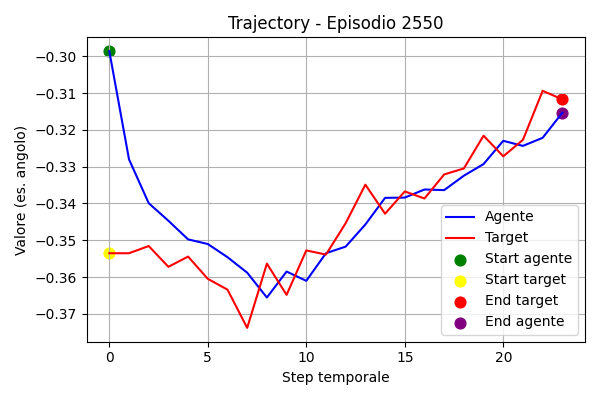 Trajectory - Episodio 2550
Valore (es. angolo)
−0.30
−0.31
−0.32
−0.33
−0.34
−0.35
−0.36
−0.37
0
5
10
15
20
Step temporale
Agente
Target
Start agente
Start target
End target
End agente